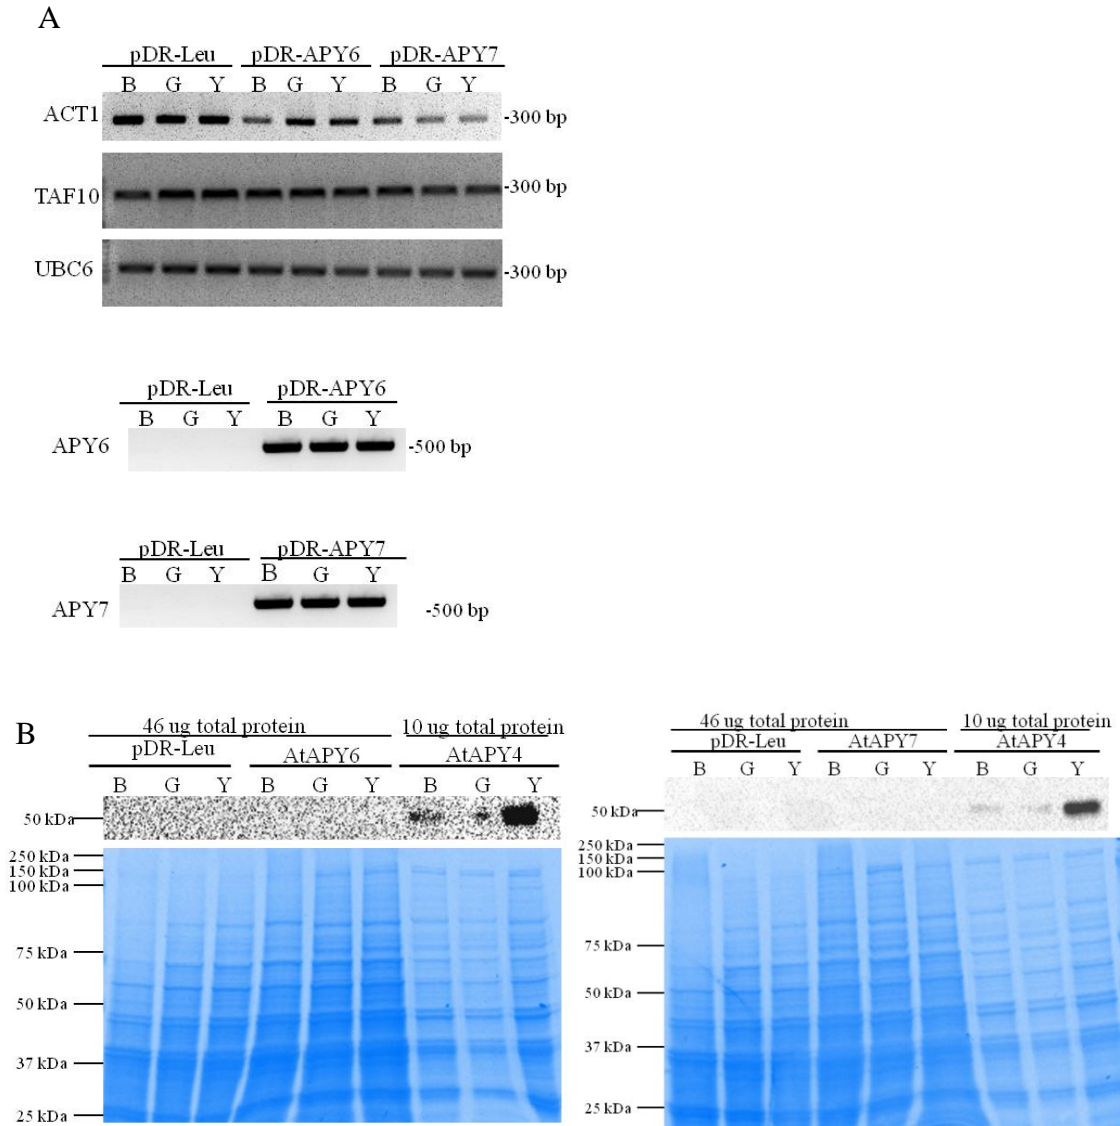 A
pDR-Leu pDR-APY6 pDR-APY7
B G Y B G Y B G Y
ACT1 -300 bp
TAF10 -300 bp
UBC6 -300 bp
pDR-Leu pDR-APY6
B G Y B G Y
APY6 -500 bp
pDR-Leu pDR-APY7
B G Y B G Y
APY7 -500 bp
B
46 ug total protein 10 ug total protein
pDR-Leu AtAPY6 AtAPY4
B G Y B G Y B G Y
50 kDa
250 kDa
150 kDa
100 kDa
75 kDa
50 kDa
37 kDa
25 kDa
46 ug total protein 10 ug total protein
pDR-Leu AtAPY7 AtAPY4
B G Y B G Y B G Y
50 kDa
250 kDa
150 kDa
100 kDa
75 kDa
50 kDa
37 kDa
25 kDa